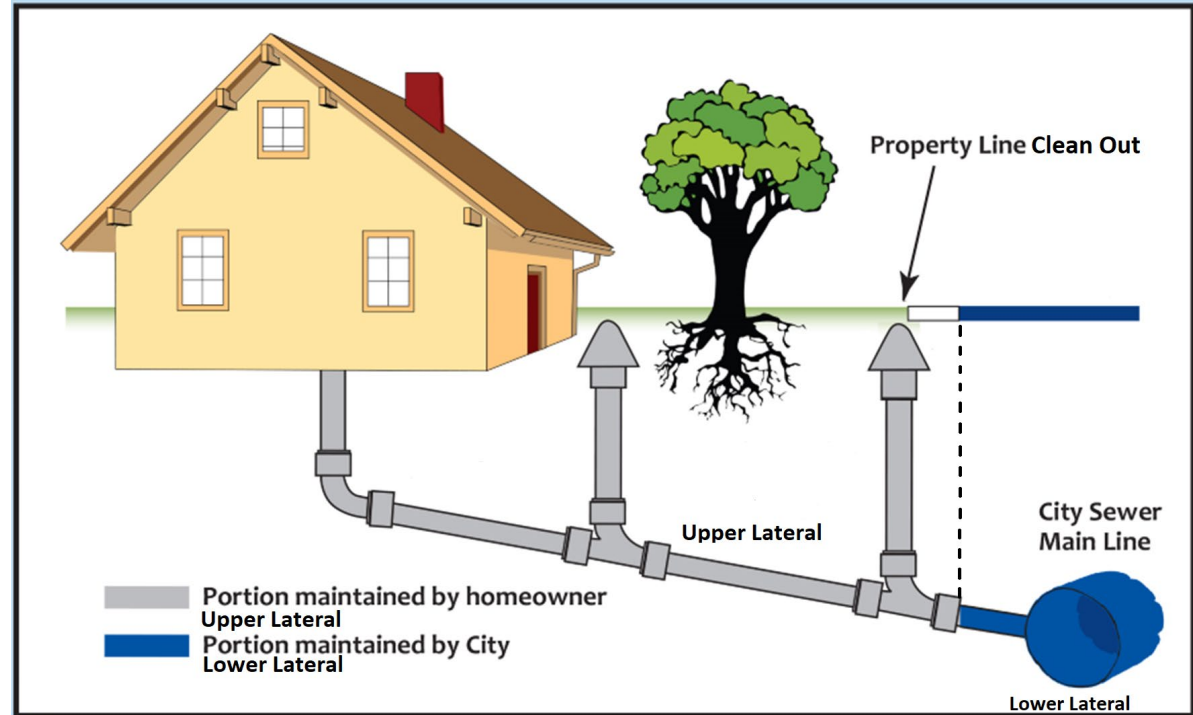 Property Line Clean Out
City Sewer
Main Line
Upper Lateral
Portion maintained by homeowner
Upper Lateral
Portion maintained by City
Lower Lateral
Lower Lateral